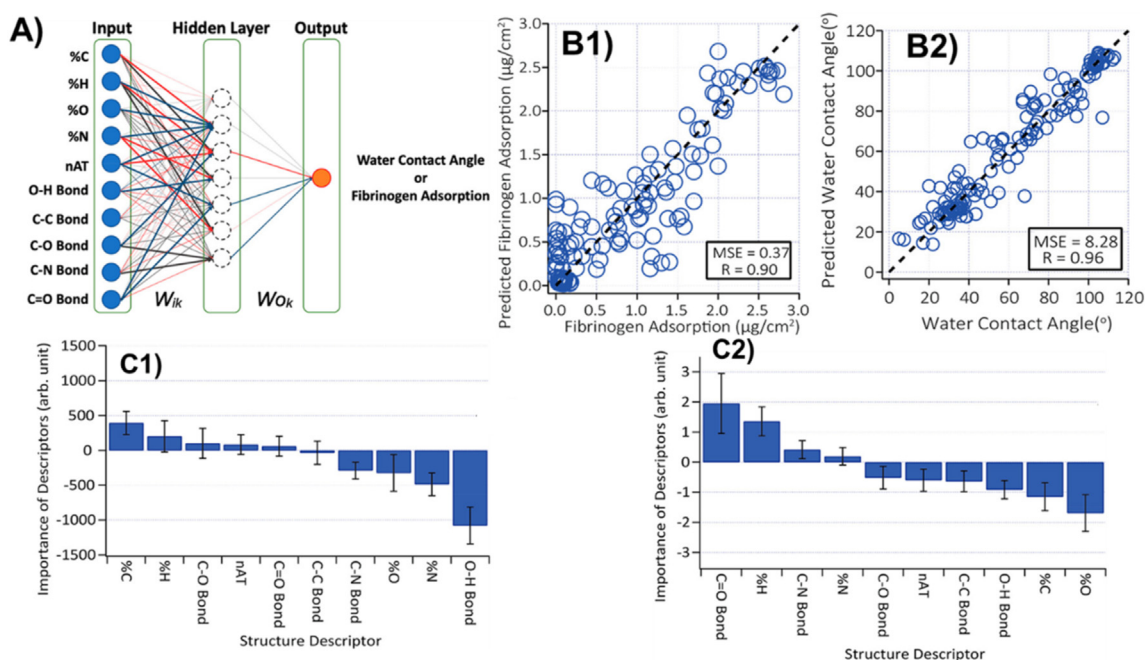 A)
Input Hidden Layer Output
%C
%H
%O
%N
nAT
O-H Bond
C-C Bond
C-O Bond
C-N Bond
C=O Bond
Wik
WOk
Water Contact Angle
or
Fibrinogen Adsorption
B1)
Predicted Fibrinogen Adsorption (µg/cm²)
3.0
2.5
2.0
1.5
1.0
0.5
0.0
MSE = 0.37
R = 0.90
0.0 0.5 1.0 1.5 2.0 2.5 3.0
Fibrinogen Adsorption (µg/cm²)
B2)
Predicted Water Contact Angle(°)
120
100
80
60
40
20
0
MSE = 8.28
R = 0.96
0 20 40 60 80 100 120
Water Contact Angle(°)
C1)
Importance of Descriptors (arb. unit)
1500
1000
500
0
-500
-1000
-1500
%C
%H
C-O Bond
nAT
C=O Bond
C-C Bond
C-N Bond
%O
%N
O-H Bond
Structure Descriptor
C2)
Importance of Descriptors (arb. unit)
3
2
1
0
-1
-2
-3
C=O Bond
%H
C-N Bond
%N
C-O Bond
nAT
C-C Bond
O-H Bond
%C
%O
Structure Descriptor